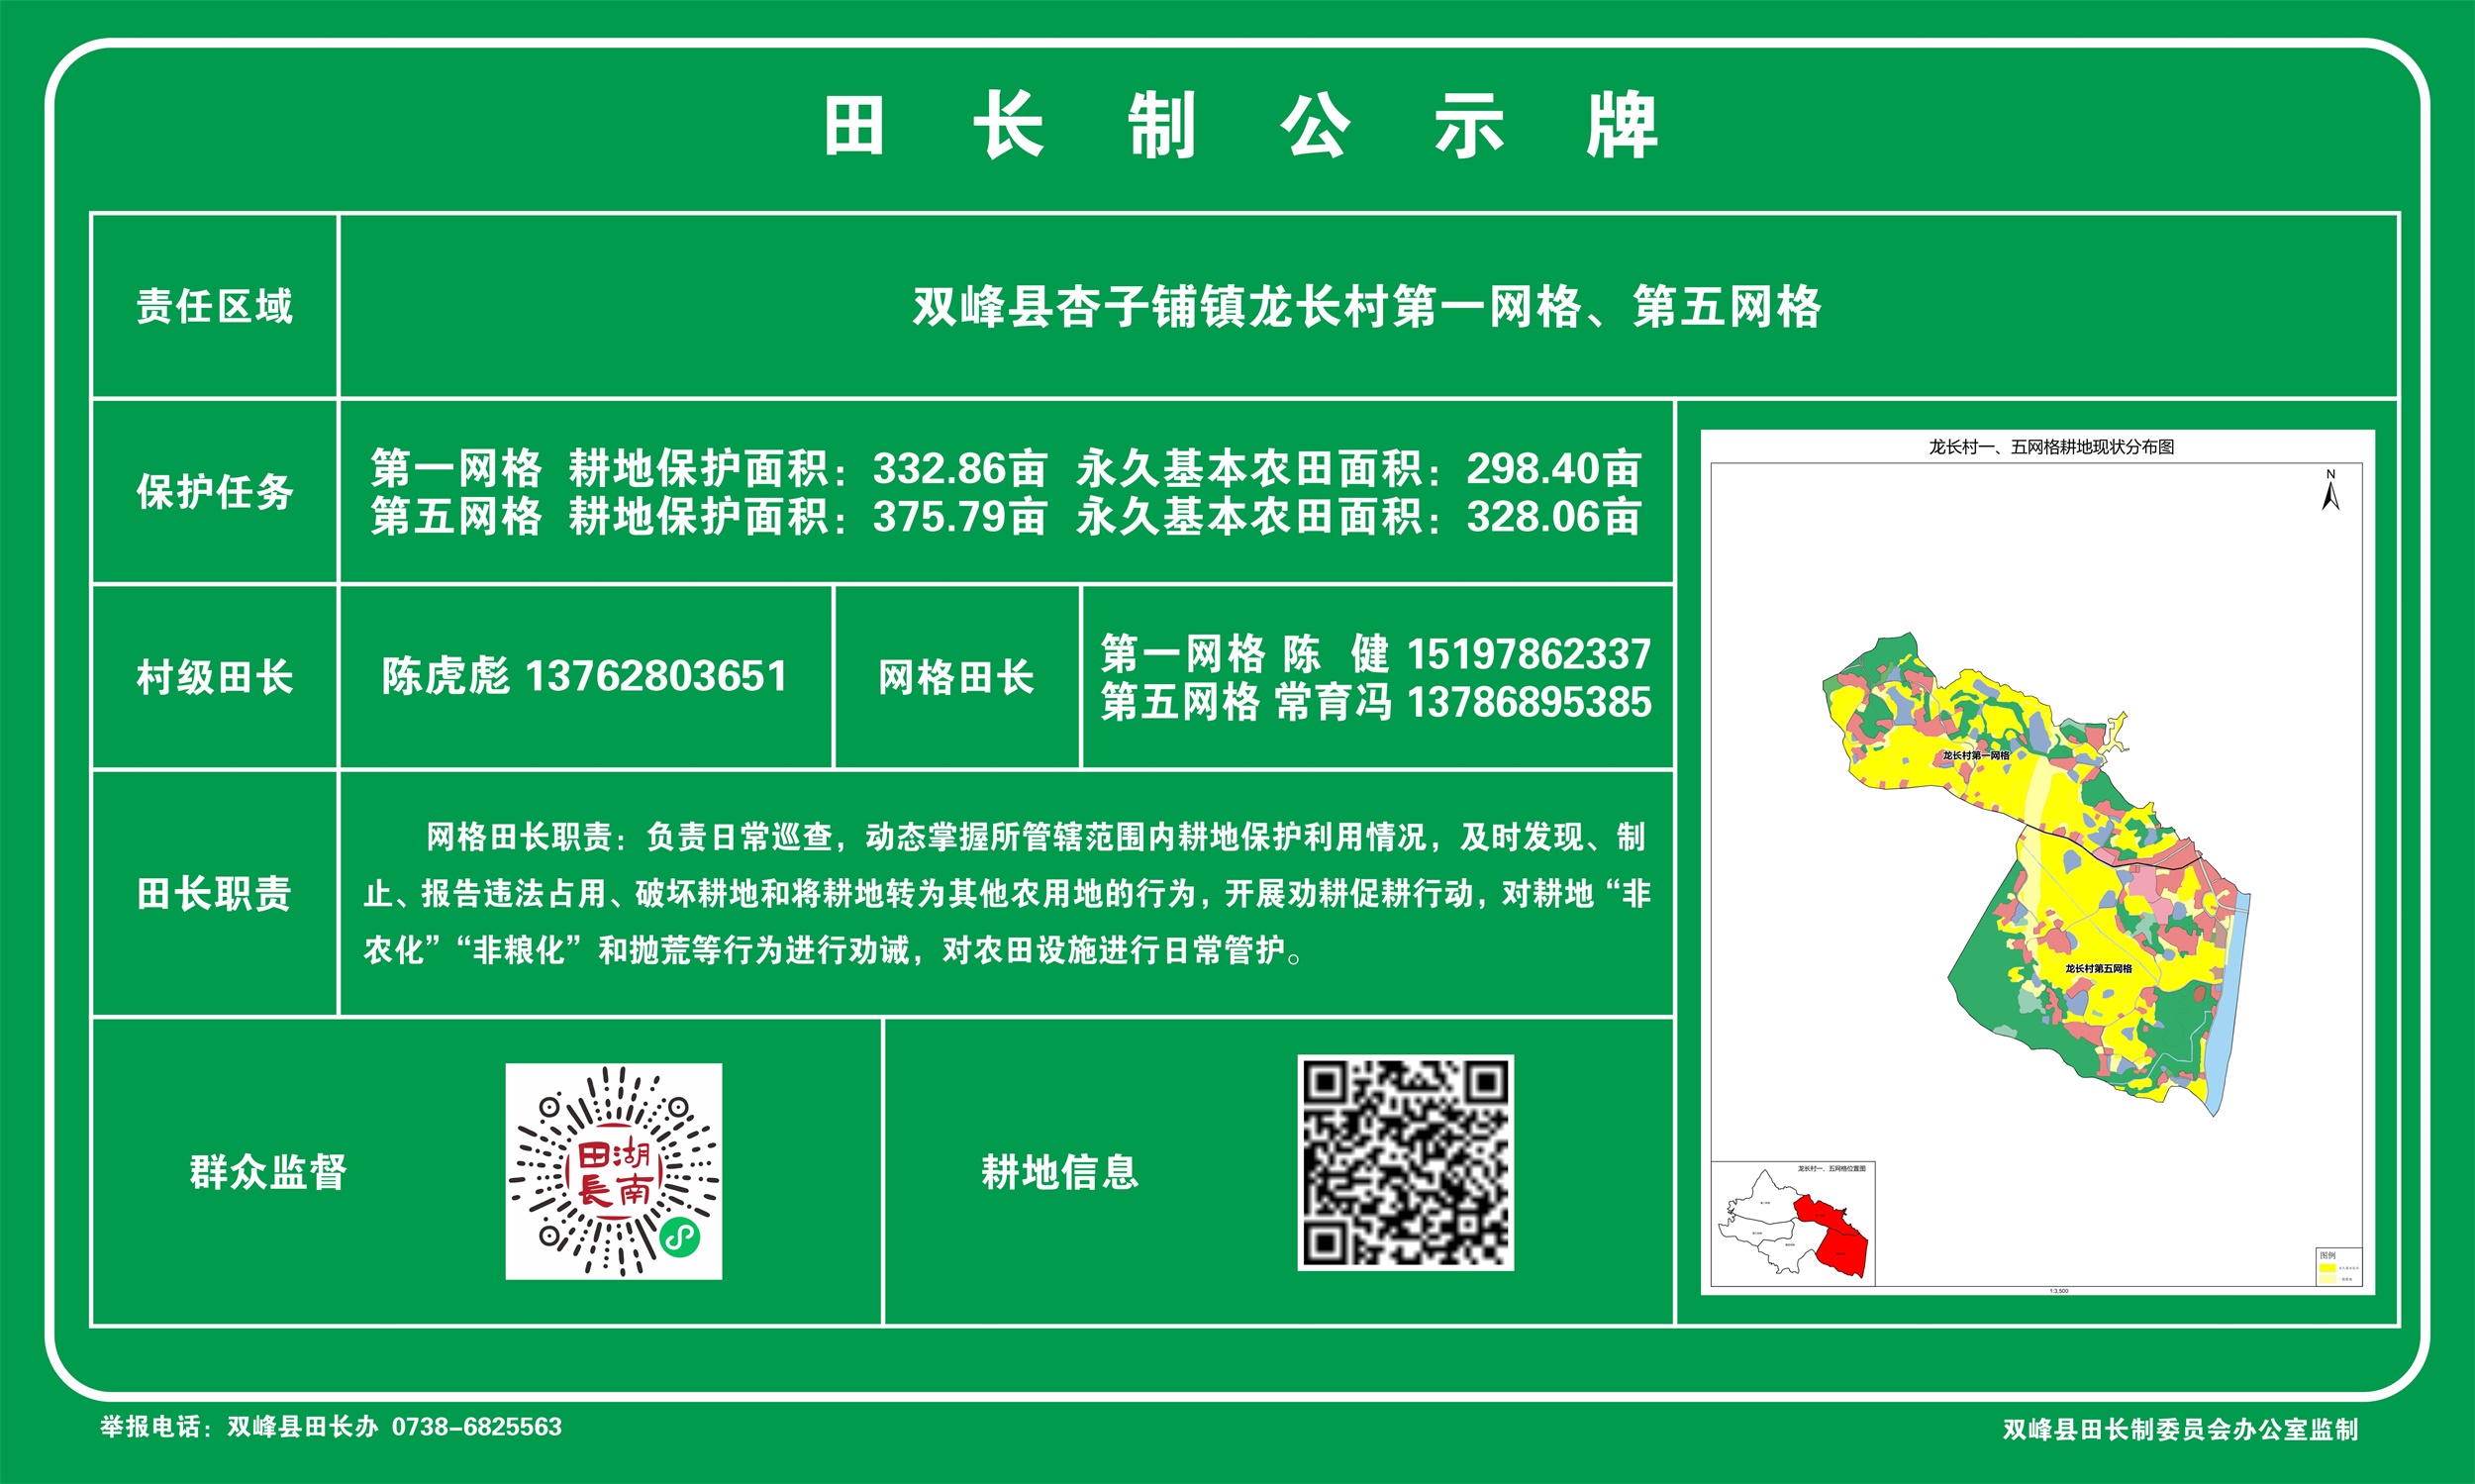 田长制公示牌
责任区域
双峰县杏子铺镇龙长村第一网格、第五网格
保护任务
第一网格 耕地保护面积：332.86亩 永久基本农田面积：298.40亩
第五网格 耕地保护面积：375.79亩 永久基本农田面积：328.06亩
村级田长
陈虎彪 13762803651
网格田长
第一网格 陈 健 15197862337
第五网格 常育冯 13786895385
田长职责
网格田长职责：负责日常巡查，动态掌握所管辖范围内耕地保护利用情况，及时发现、制
止、报告违法占用、破坏耕地和将耕地转为其他农用地的行为，开展劝耕促耕行动，对耕地“非
农化”“非粮化”和抛荒等行为进行劝诫，对农田设施进行日常管护。
群众监督
湖南
田長
耕地信息
龙长村一、五网格耕地现状分布图
N
龙长村第一网格
龙长村第五网格
龙长村一、五网格位置图
图例
1:3,500
举报电话：双峰县田长办 0738-6825563
双峰县田长制委员会办公室监制